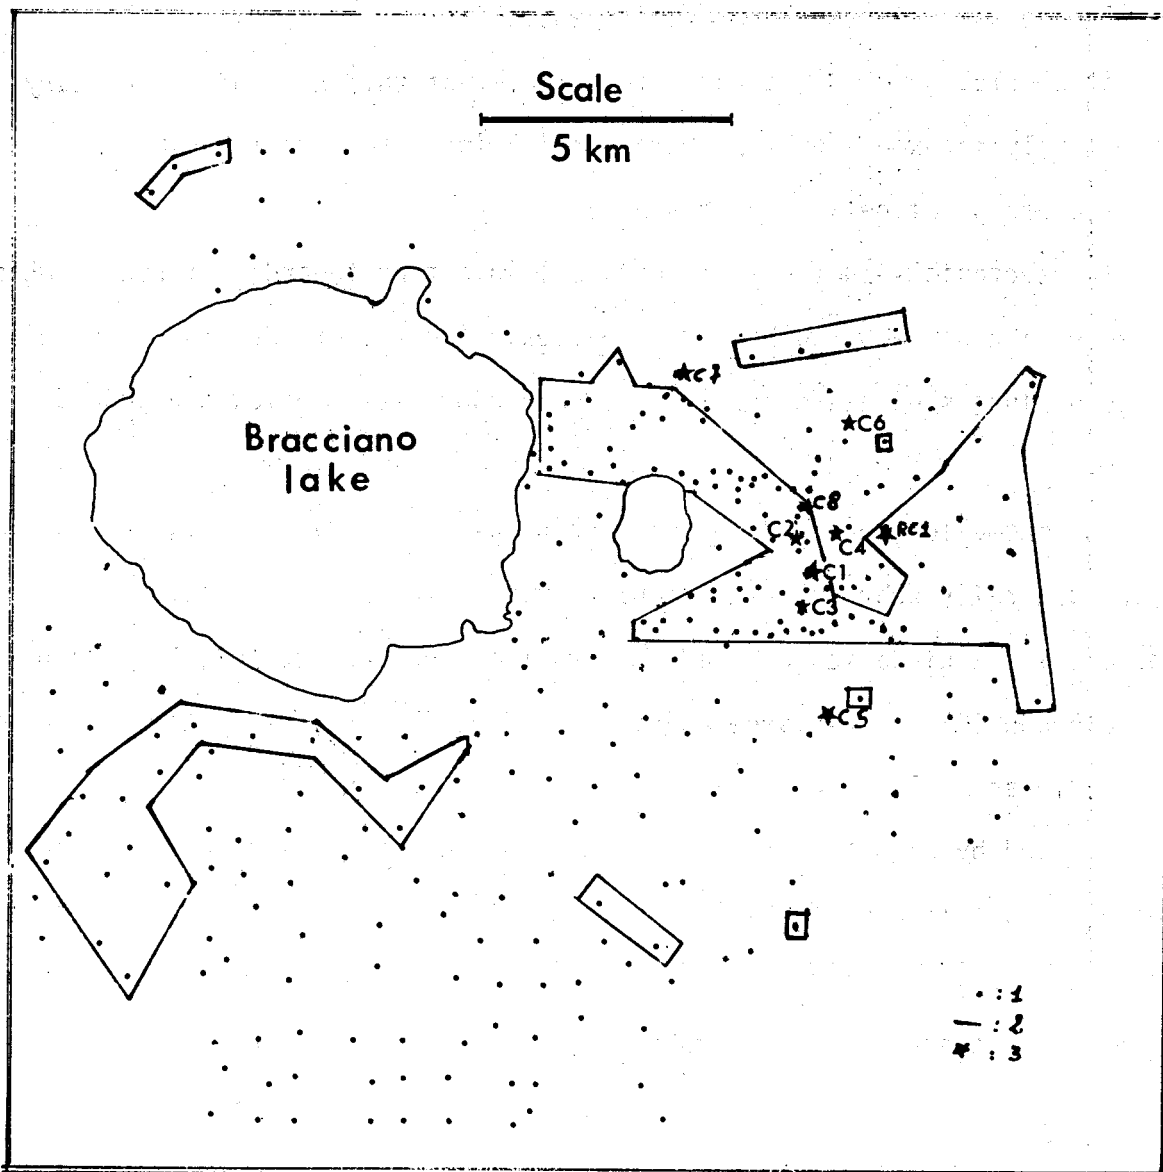 Scale
5 km
C7
C6
Bracciano
lake
C8
C2
C4
RC1
C1
C3
C5
• : 1
— : 2
★ : 3